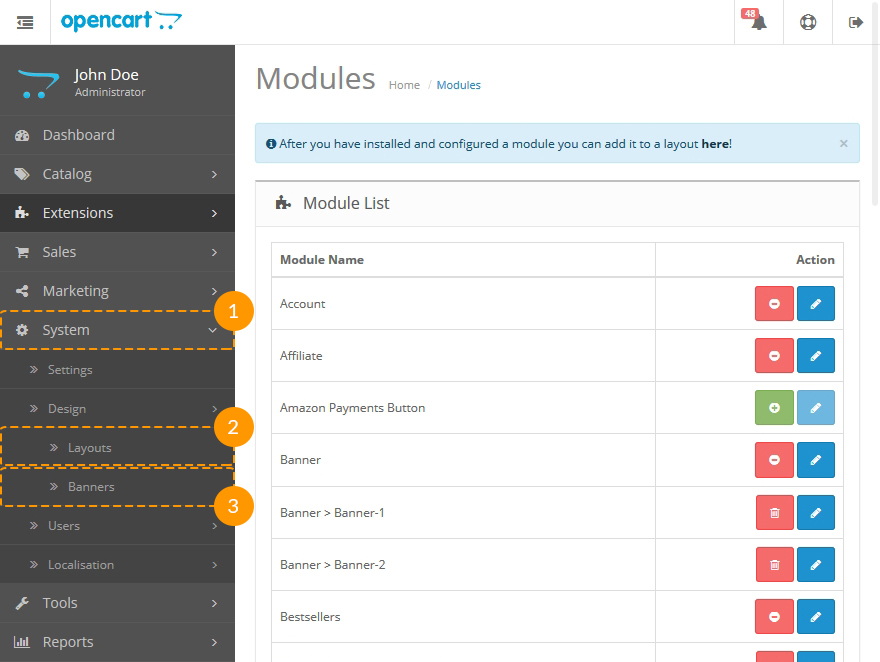 opencart
48
John Doe
Administrator
Dashboard
Catalog
Extensions
Sales
Marketing
1
System
Settings
Design
2
Layouts
Banners
3
Users
Localisation
Tools
Reports
Modules Home / Modules
After you have installed and configured a module you can add it to a layout here! ×
Module List
Module Name Action
Account
Affiliate
Amazon Payments Button
Banner
Banner > Banner-1
Banner > Banner-2
Bestsellers